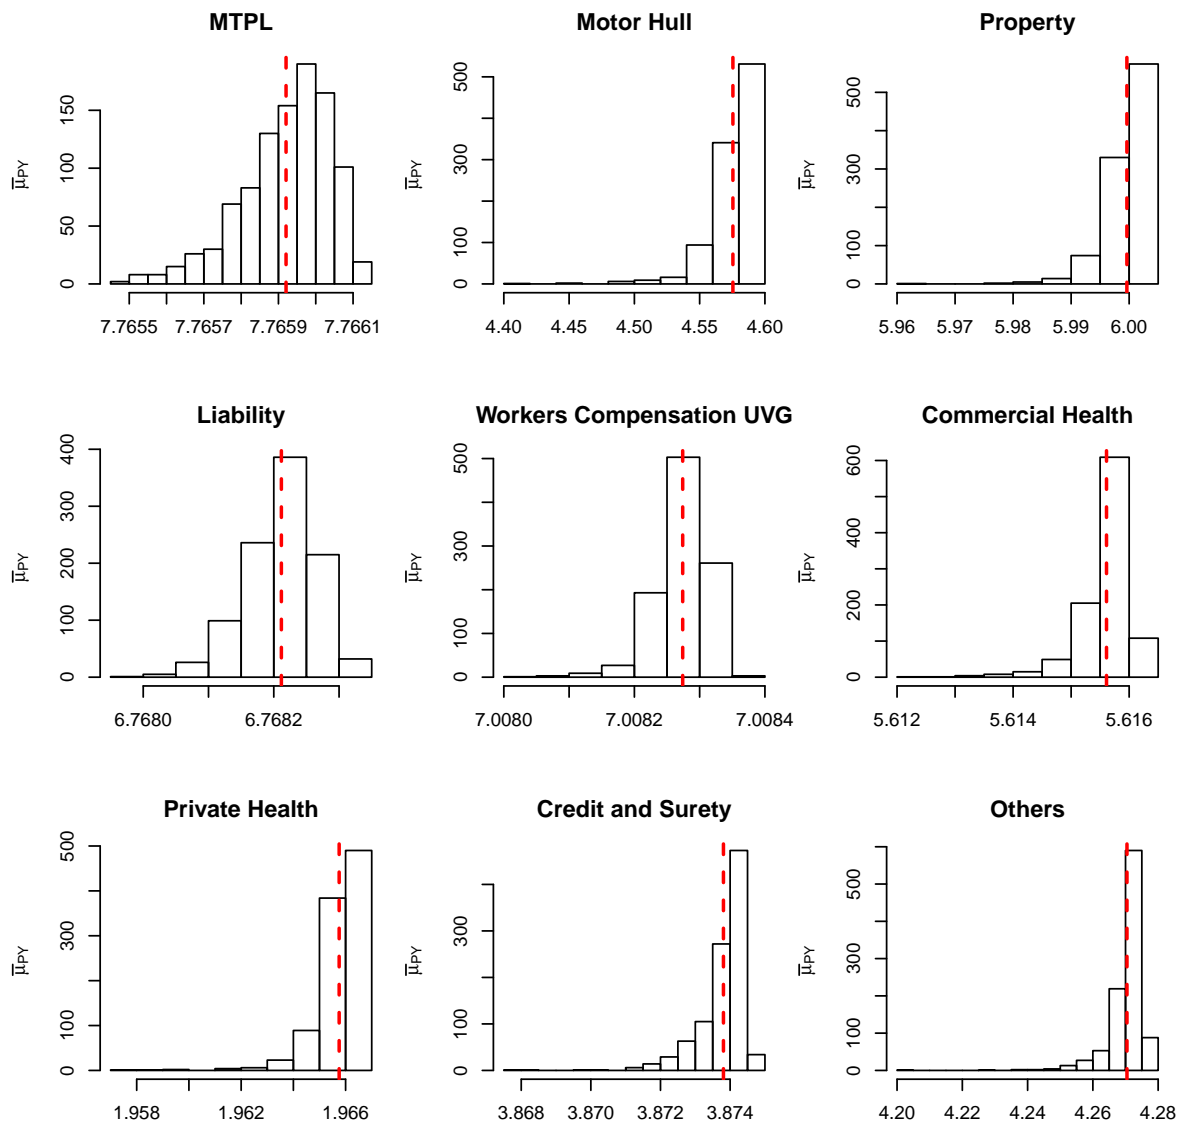 MTPL Motor Hull Property
μ̅PY
0 50 100 150
7.7655 7.7657 7.7659 7.7661
μ̅PY
0 100 300 500
4.40 4.45 4.50 4.55 4.60
μ̅PY
0 100 300 500
5.96 5.97 5.98 5.99 6.00
Liability Workers Compensation UVG Commercial Health
μ̅PY
0 100 200 300 400
6.7680 6.7682
μ̅PY
0 100 300 500
7.0080 7.0082 7.0084
μ̅PY
0 200 400 600
5.612 5.614 5.616
Private Health Credit and Surety Others
μ̅PY
0 100 300 500
1.958 1.962 1.966
μ̅PY
0 100 300
3.868 3.870 3.872 3.874
μ̅PY
0 100 300 500
4.20 4.22 4.24 4.26 4.28